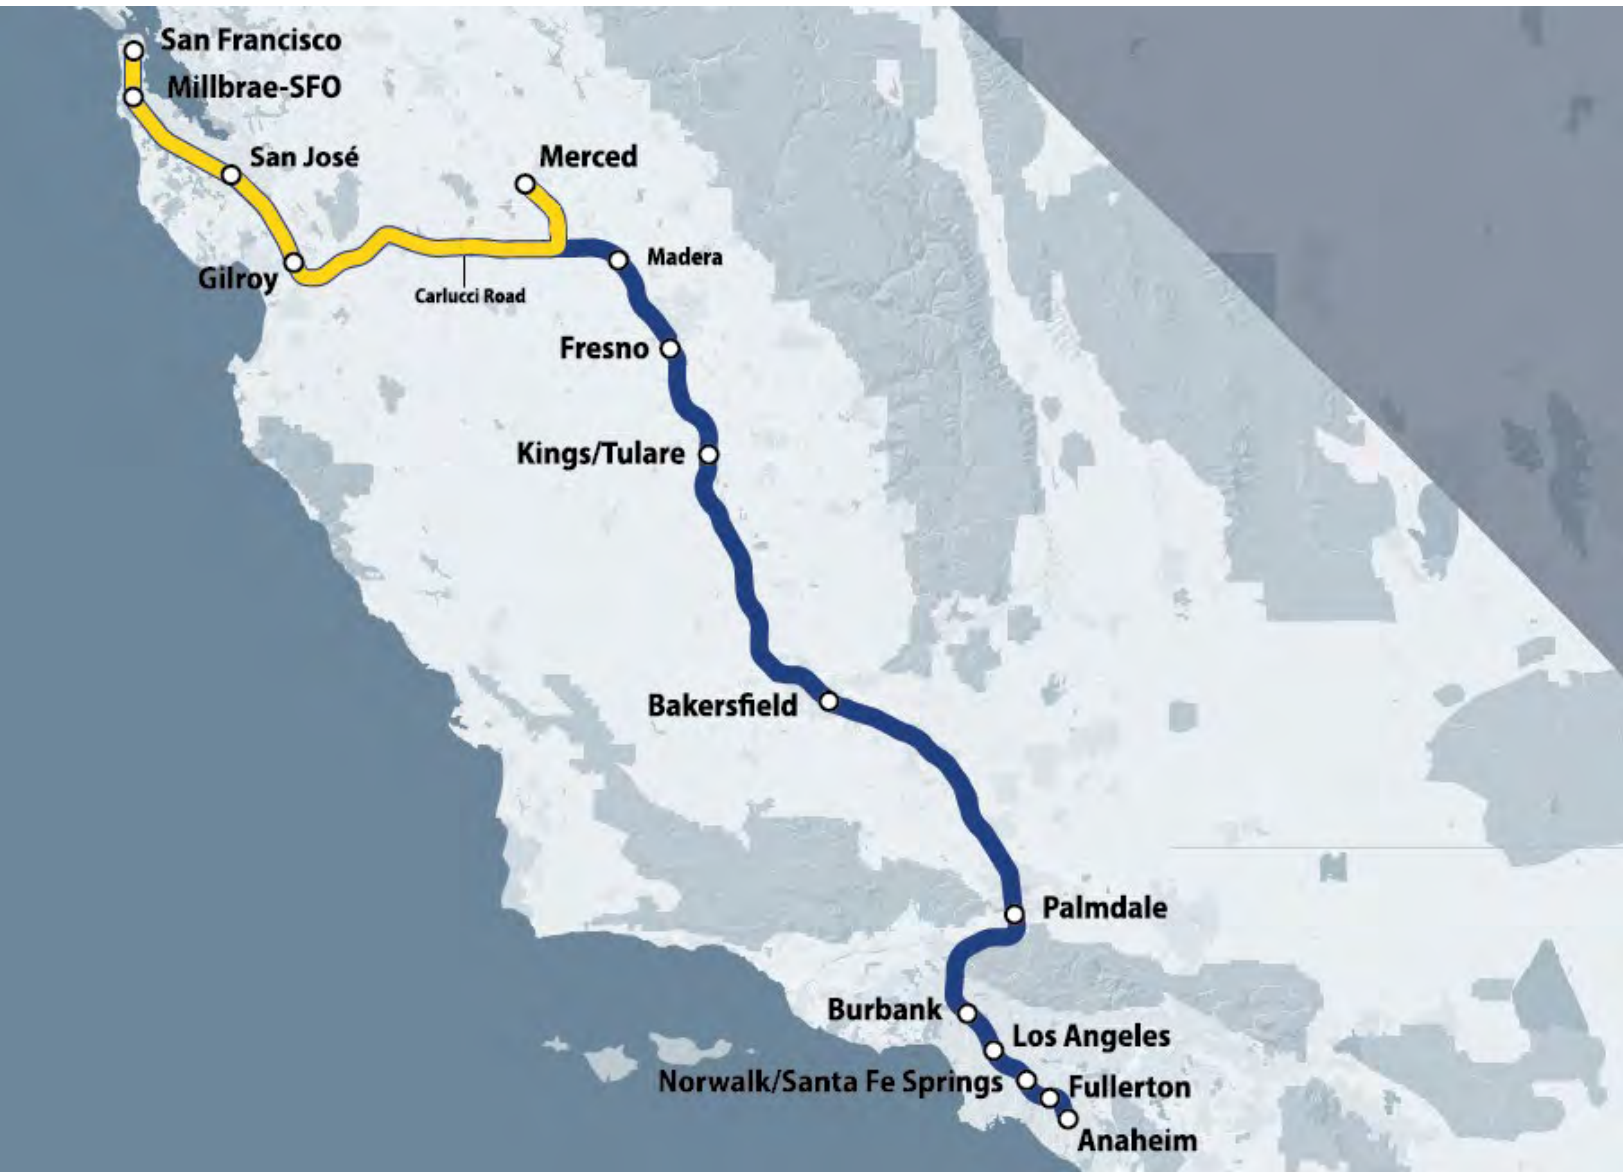 San Francisco
Millbrae-SFO
San José
Merced
Gilroy
Carlucci Road
Madera
Fresno
Kings/Tulare
Bakersfield
Palmdale
Burbank
Los Angeles
Norwalk/Santa Fe Springs
Fullerton
Anaheim